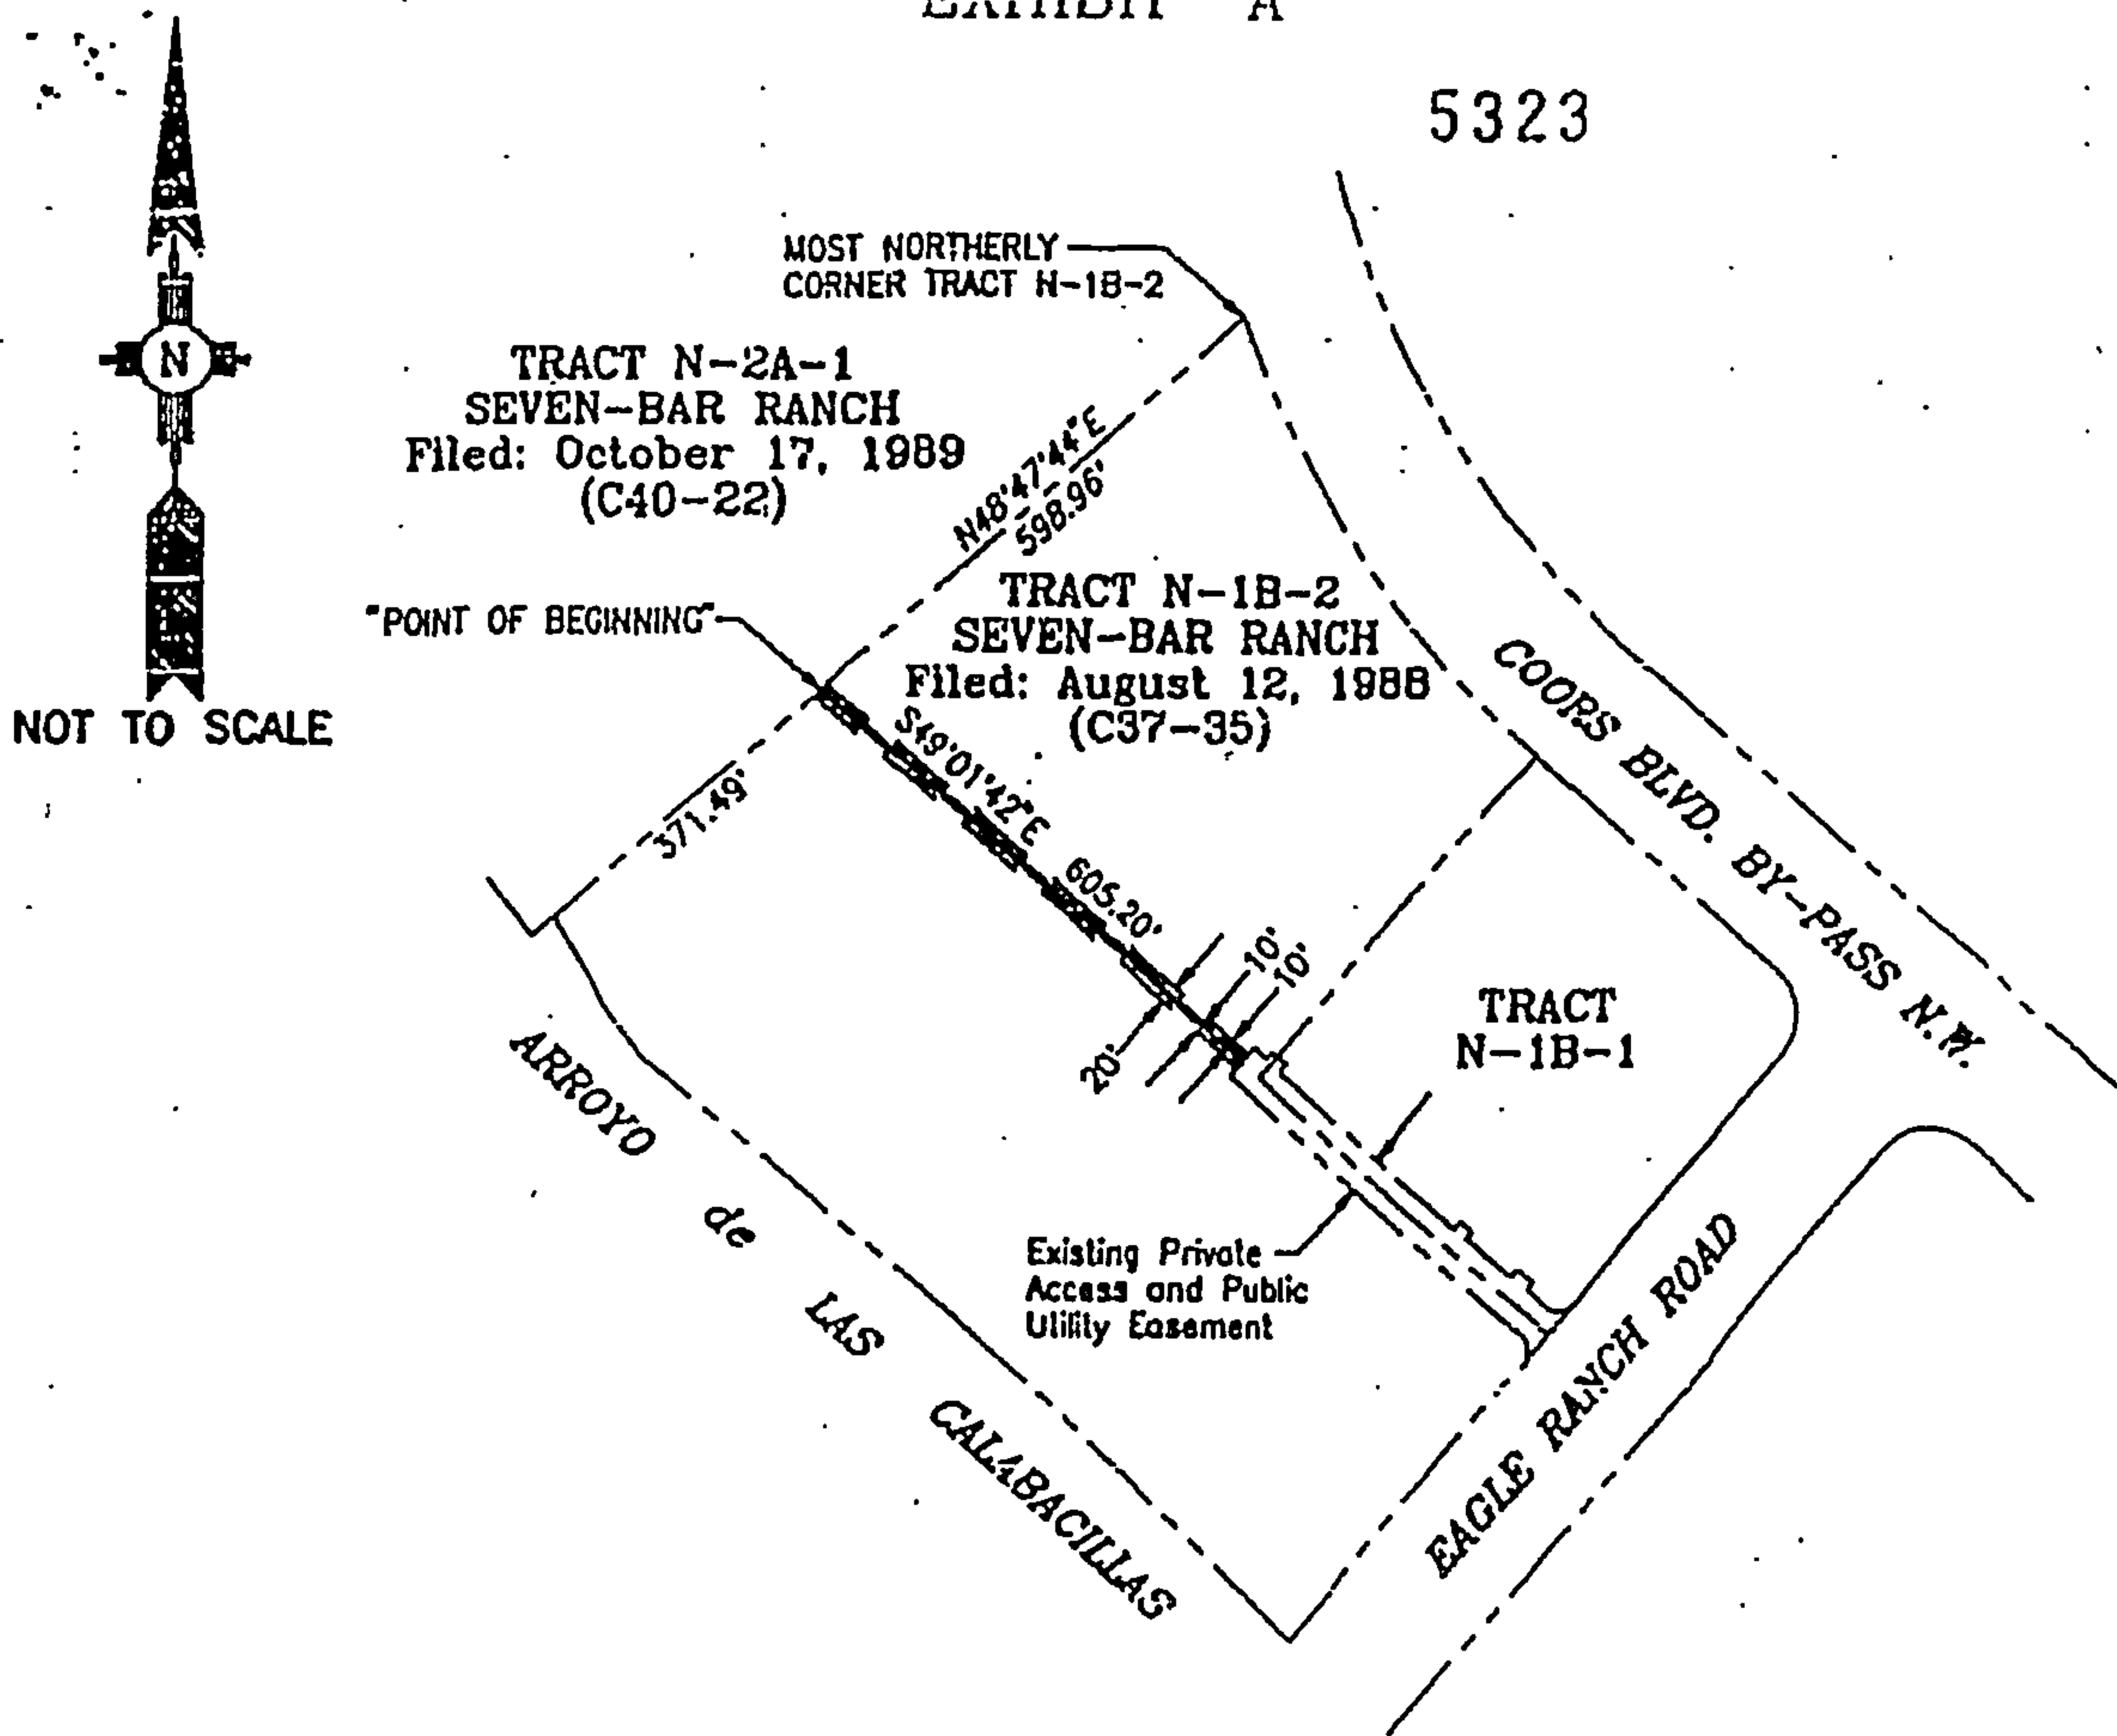 EXHIBIT A
5323
MOST NORTHERLY
CORNER TRACT N-1B-2
N
TRACT N-2A-1
SEVEN-BAR RANCH
Filed: October 17, 1989
(C40-22)
N48°47'44"E
598.96'
TRACT N-1B-2
SEVEN-BAR RANCH
Filed: August 12, 1988
(C37-35)
"POINT OF BEGINNING"
NOT TO SCALE
S49°01'42"E 605.20'
371.49'
COORS BLVD. BY-PASS N.W.
10'
10'
20'
TRACT
N-1B-1
ARROYO de LAS CALABACILLAS
Existing Private
Access and Public
Utility Easement
EAGLE RANCH ROAD